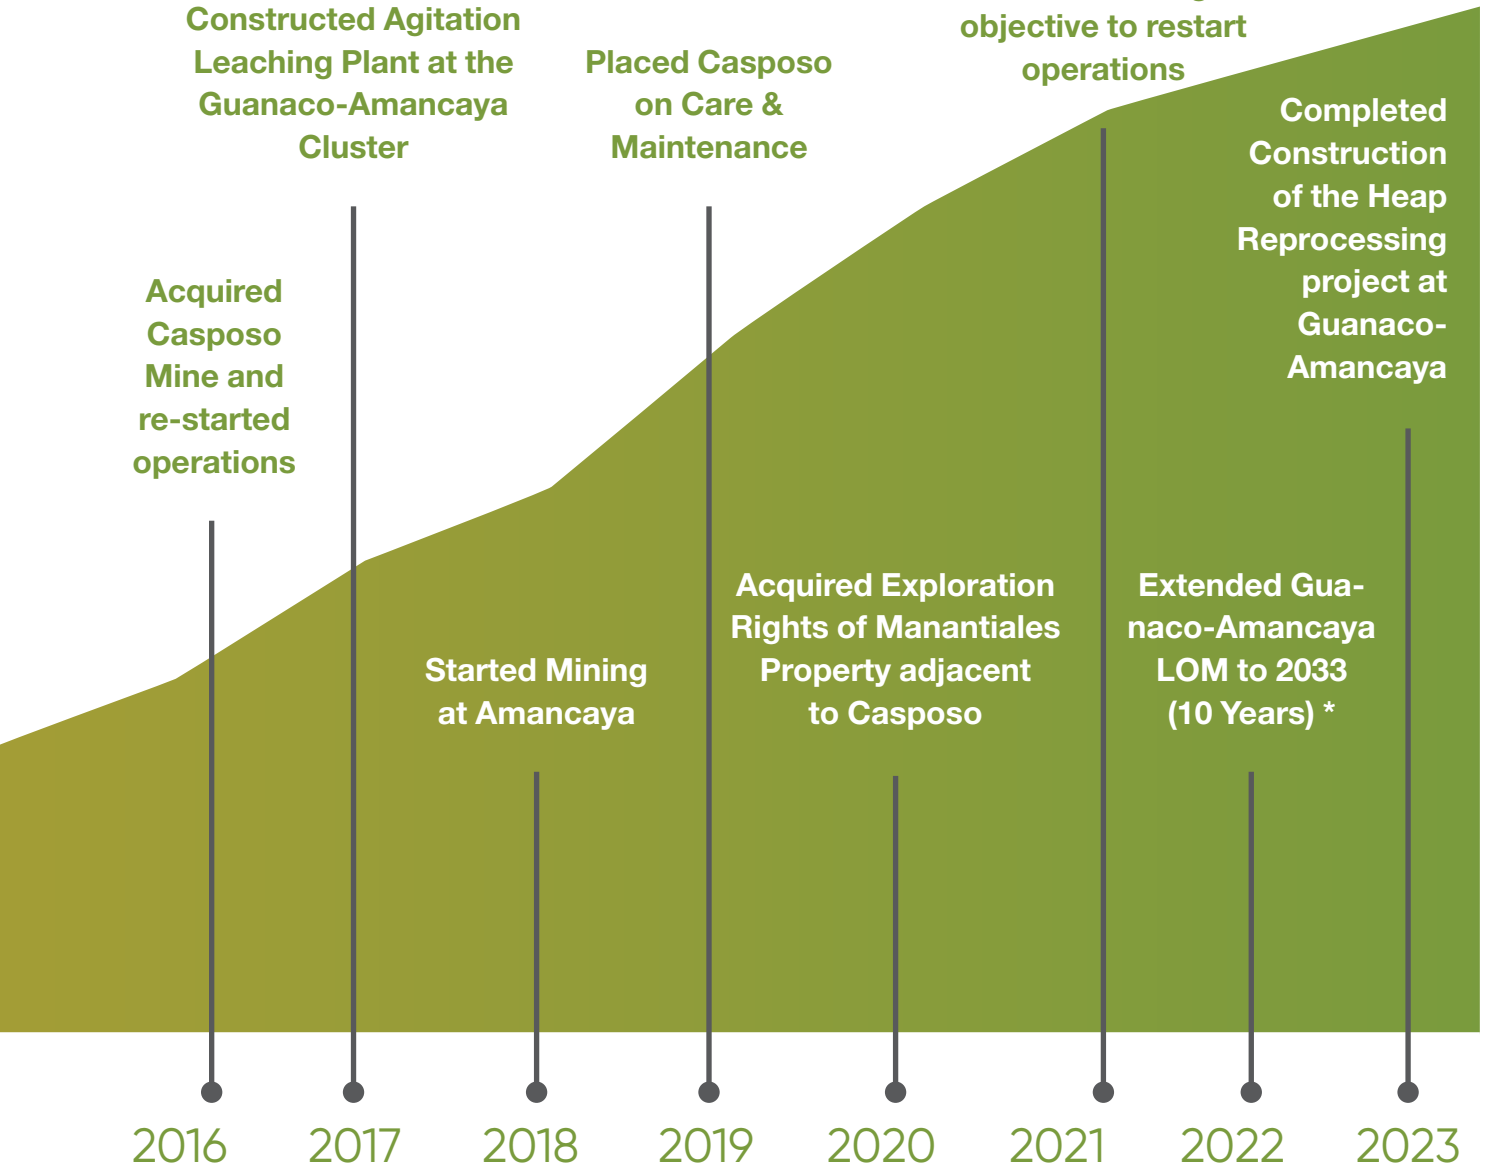 Constructed Agitation
Leaching Plant at the
Guanaco-Amancaya
Cluster
Placed Casposo
on Care &
Maintenance
objective to restart
operations
Completed
Construction
of the Heap
Reprocessing
project at
Guanaco-
Amancaya
Acquired
Casposo
Mine and
re-started
operations
Started Mining
at Amancaya
Acquired Exploration
Rights of Manantiales
Property adjacent
to Casposo
Extended Gua-
naco-Amancaya
LOM to 2033
(10 Years) *
2016
2017
2018
2019
2020
2021
2022
2023